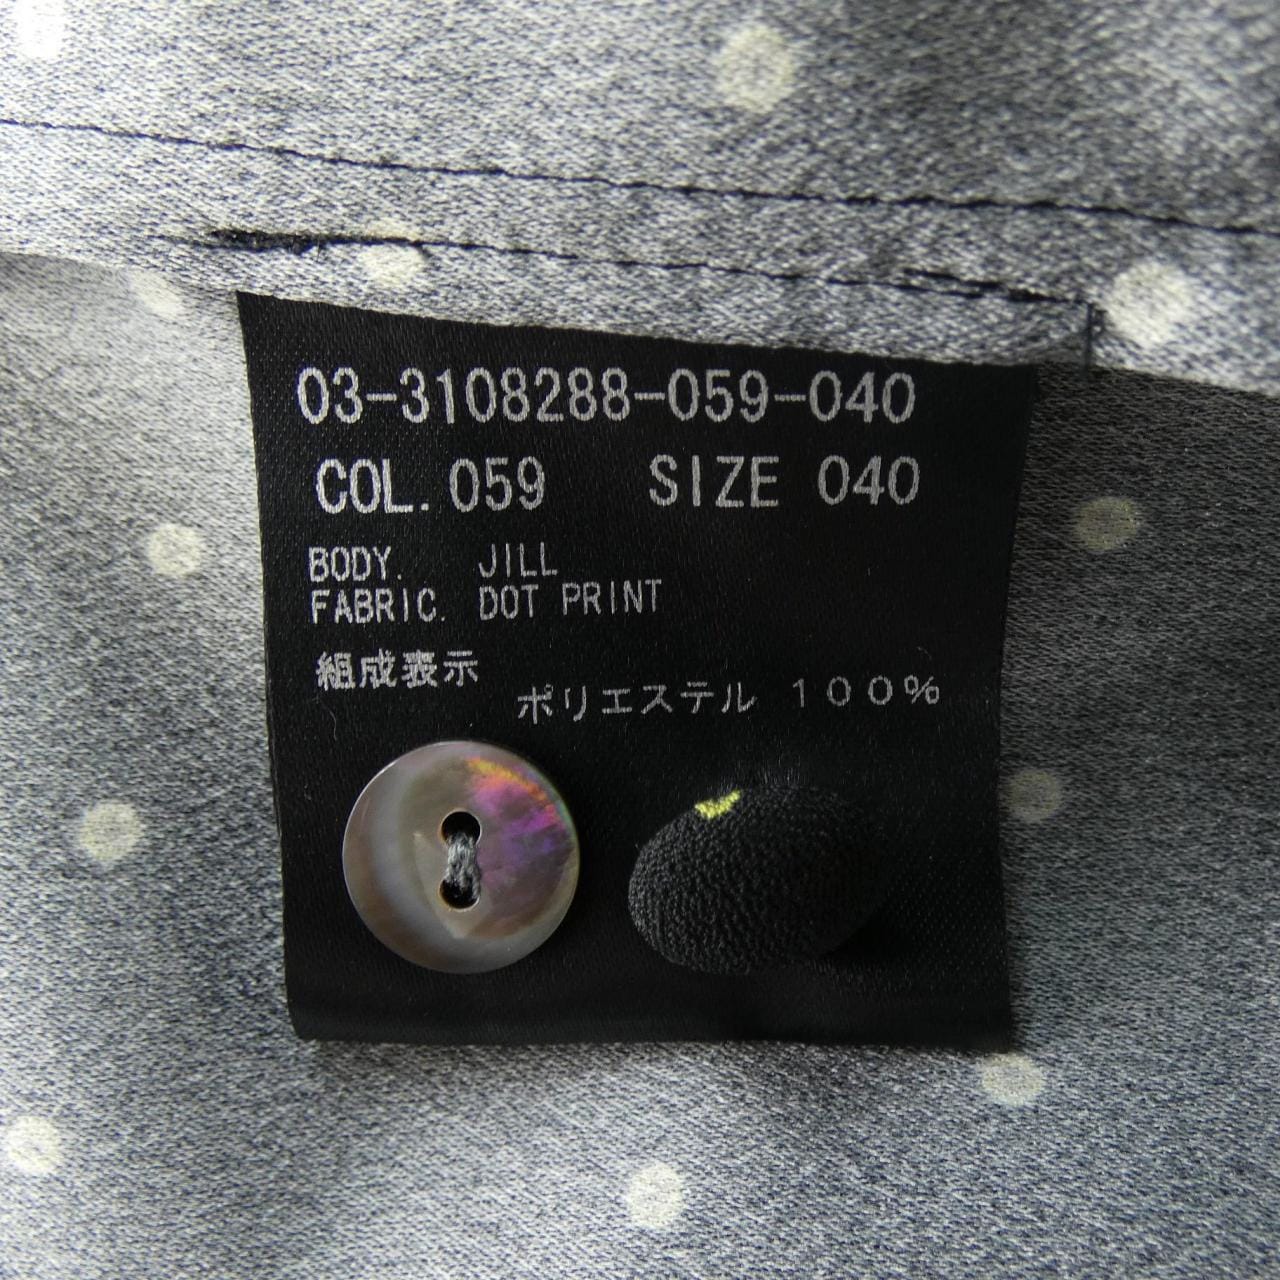 03-3108288-059-040
COL. 059 SIZE 040
BODY. JILL
FABRIC. DOT PRINT
組成表示
ポリエステル 100%